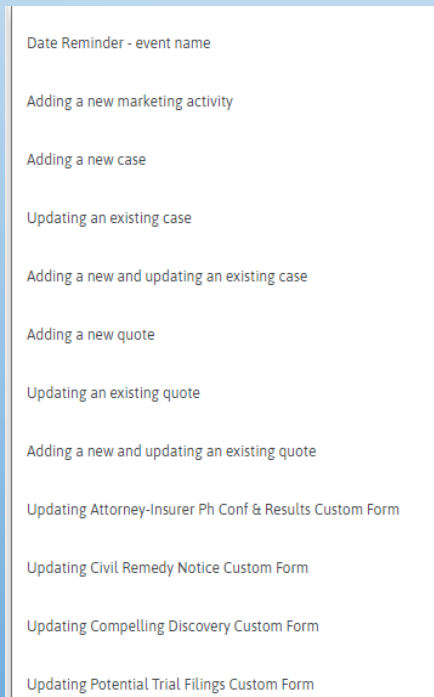 Date Reminder - event name
Adding a new marketing activity
Adding a new case
Updating an existing case
Adding a new and updating an existing case
Adding a new quote
Updating an existing quote
Adding a new and updating an existing quote
Updating Attorney-Insurer Ph Conf & Results Custom Form
Updating Civil Remedy Notice Custom Form
Updating Compelling Discovery Custom Form
Updating Potential Trial Filings Custom Form